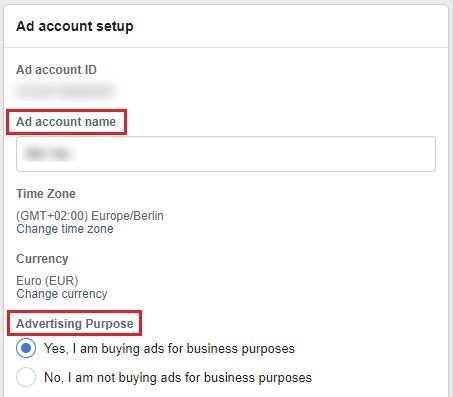 Ad account setup
Ad account ID
Ad account name
Time Zone
(GMT+02:00) Europe/Berlin
Change time zone
Currency
Euro (EUR)
Change currency
Advertising Purpose
Yes, I am buying ads for business purposes
No, I am not buying ads for business purposes